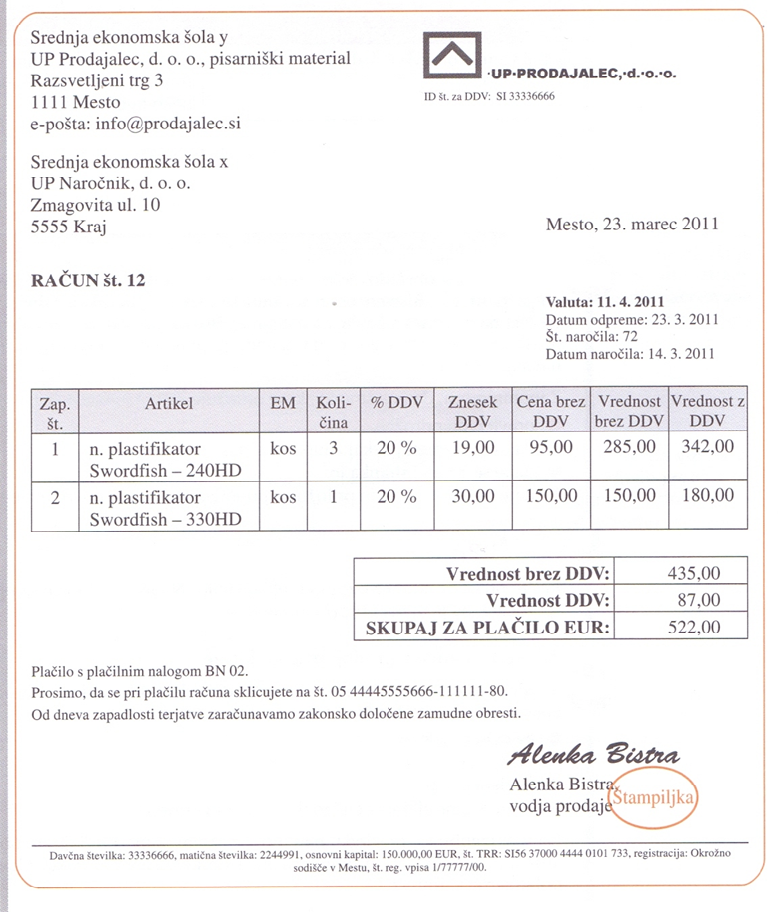 Srednja ekonomska šola y
UP Prodajalec, d. o. o., pisarniški material
Razsvetljeni trg 3
1111 Mesto
e-pošta: info@prodajalec.si
·UP·PRODAJALEC,·d.·o.·o.
ID št. za DDV: SI 33336666
Srednja ekonomska šola x
UP Naročnik, d. o. o.
Zmagovita ul. 10
5555 Kraj
Mesto, 23. marec 2011
RAČUN št. 12
Valuta: 11. 4. 2011
Datum odpreme: 23. 3. 2011
Št. naročila: 72
Datum naročila: 14. 3. 2011
Zap. št. Artikel EM Koli-čina % DDV Znesek DDV Cena brez DDV Vrednost brez DDV Vrednost z DDV
1 n. plastifikator kos 3 20 % 19,00 95,00 285,00 342,00
Swordfish – 240HD
2 n. plastifikator kos 1 20 % 30,00 150,00 150,00 180,00
Swordfish – 330HD
Vrednost brez DDV: 435,00
Vrednost DDV: 87,00
SKUPAJ ZA PLAČILO EUR: 522,00
Plačilo s plačilnim nalogom BN 02.
Prosimo, da se pri plačilu računa sklicujete na št. 05 44445555666-111111-80.
Od dneva zapadlosti terjatve zaračunavamo zakonsko določene zamudne obresti.
Alenka Bistra
Alenka Bistra,
vodja prodaje
Štampiljka
Davčna številka: 33336666, matična številka: 2244991, osnovni kapital: 150.000,00 EUR, št. TRR: SI56 37000 4444 0101 733, registracija: Okrožno
sodišče v Mestu, št. reg. vpisa 1/77777/00.